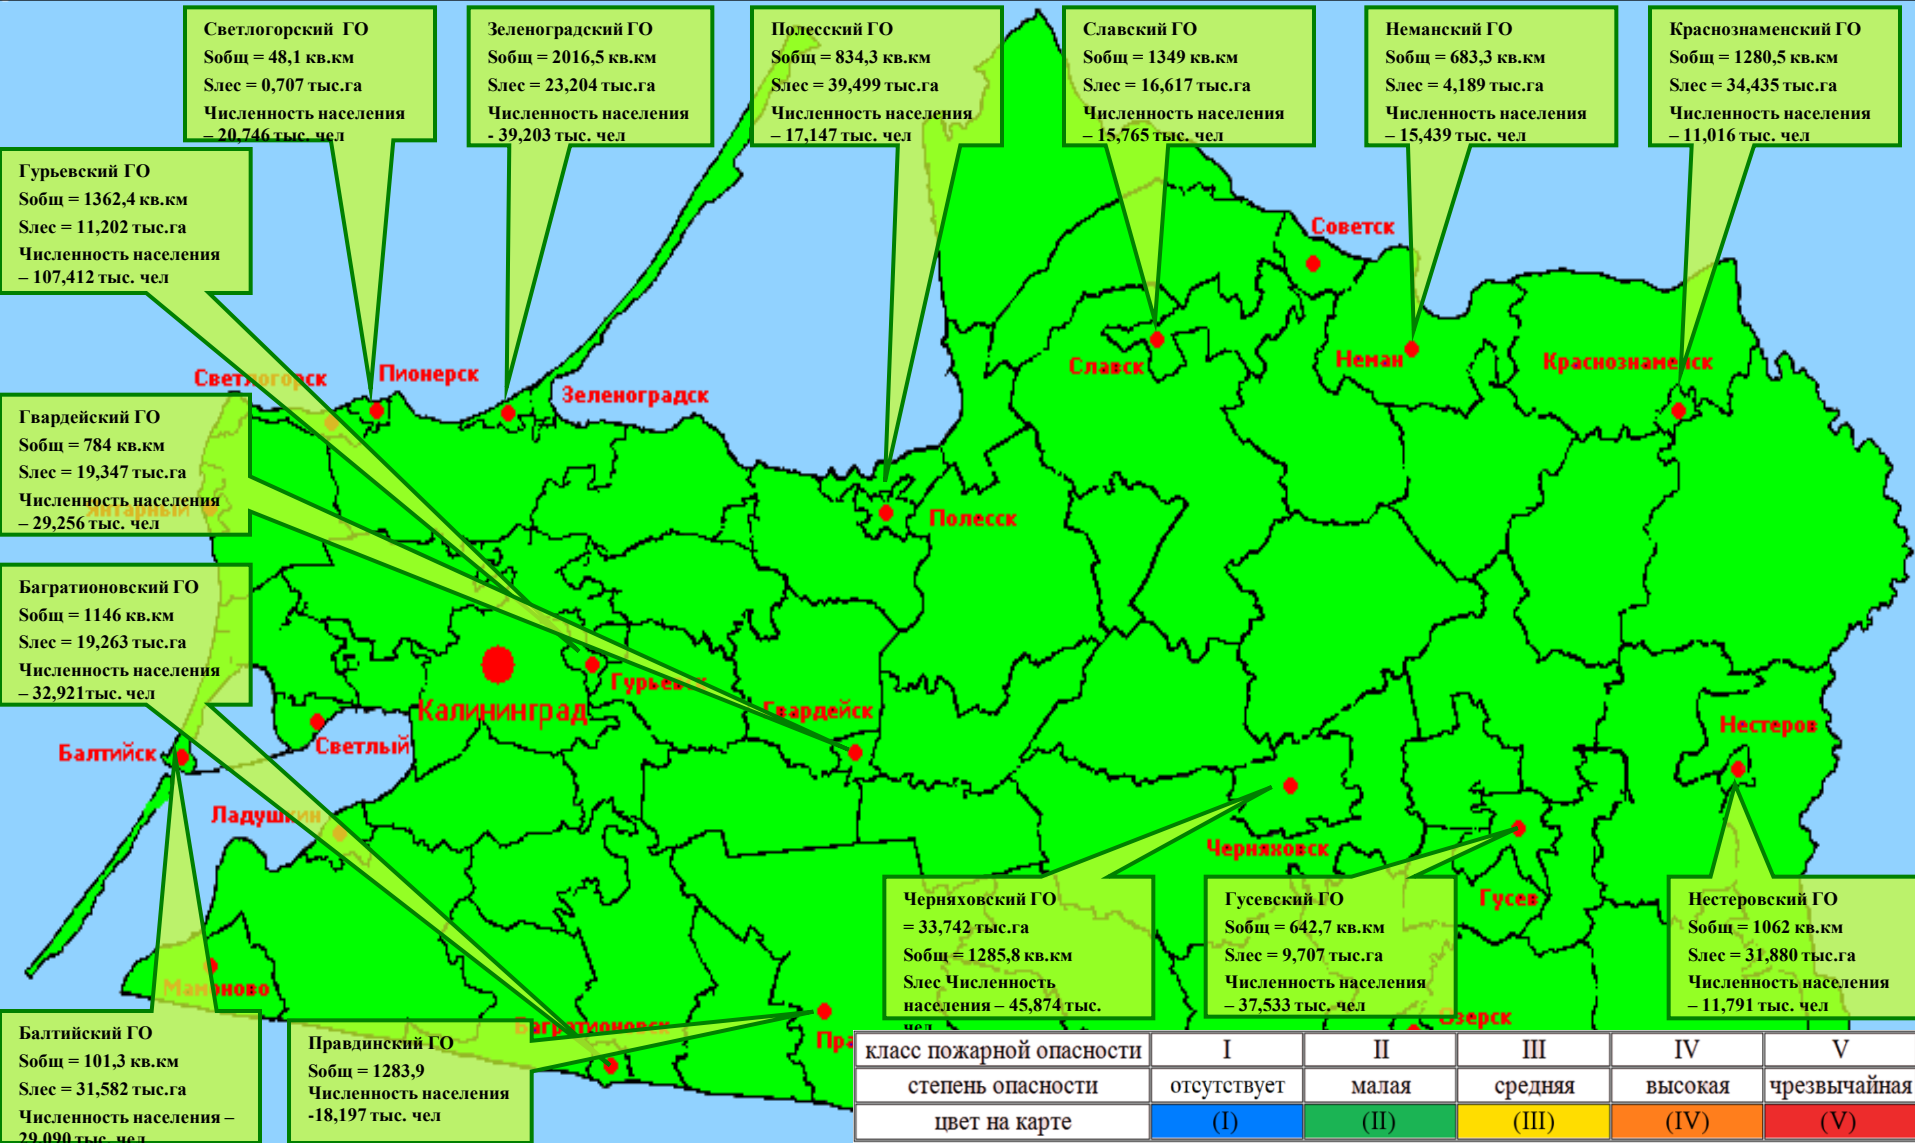 Светлогорский ГО
Sобщ = 48,1 кв.км
Sлес = 0,707 тыс.га
Численность населения
– 20,746 тыс. чел
Зеленоградский ГО
Sобщ = 2016,5 кв.км
Sлес = 23,204 тыс.га
Численность населения
- 39,203 тыс. чел
Полесский ГО
Sобщ = 834,3 кв.км
Sлес = 39,499 тыс.га
Численность населения
– 17,147 тыс. чел
Славский ГО
Sобщ = 1349 кв.км
Sлес = 16,617 тыс.га
Численность населения
– 15,765 тыс. чел
Неманский ГО
Sобщ = 683,3 кв.км
Sлес = 4,189 тыс.га
Численность населения
– 15,439 тыс. чел
Краснознаменский ГО
Sобщ = 1280,5 кв.км
Sлес = 34,435 тыс.га
Численность населения
– 11,016 тыс. чел
Гурьевский ГО
Sобщ = 1362,4 кв.км
Sлес = 11,202 тыс.га
Численность населения
– 107,412 тыс. чел
Советск
Светлогорск
Пионерск
Зеленоградск
Славск
Неман
Краснознаменск
Гвардейский ГО
Sобщ = 784 кв.км
Sлес = 19,347 тыс.га
Численность населения
– 29,256 тыс. чел
Янтарный
Полесск
Багратионовский ГО
Sобщ = 1146 кв.км
Sлес = 19,263 тыс.га
Численность населения
– 32,921тыс. чел
Гурьевск
Калининград
Гвардейск
Нестеров
Светлый
Балтийск
Ладушкин
Черняховск
Гусев
Мамоново
Багратионовск
Озерск
Черняховский ГО
= 33,742 тыс.га
Sобщ = 1285,8 кв.км
Sлес Численность
населения – 45,874 тыс.
чел
Гусевский ГО
Sобщ = 642,7 кв.км
Sлес = 9,707 тыс.га
Численность населения
– 37,533 тыс. чел
Нестеровский ГО
Sобщ = 1062 кв.км
Sлес = 31,880 тыс.га
Численность населения
– 11,791 тыс. чел
Балтийский ГО
Sобщ = 101,3 кв.км
Sлес = 31,582 тыс.га
Численность населения –
29,090 тыс. чел
Правдинский ГО
Sобщ = 1283,9
Численность населения
-18,197 тыс. чел
Пра
класс пожарной опасности I II III IV V
степень опасности отсутствует малая средняя высокая чрезвычайная
цвет на карте (I) (II) (III) (IV) (V)